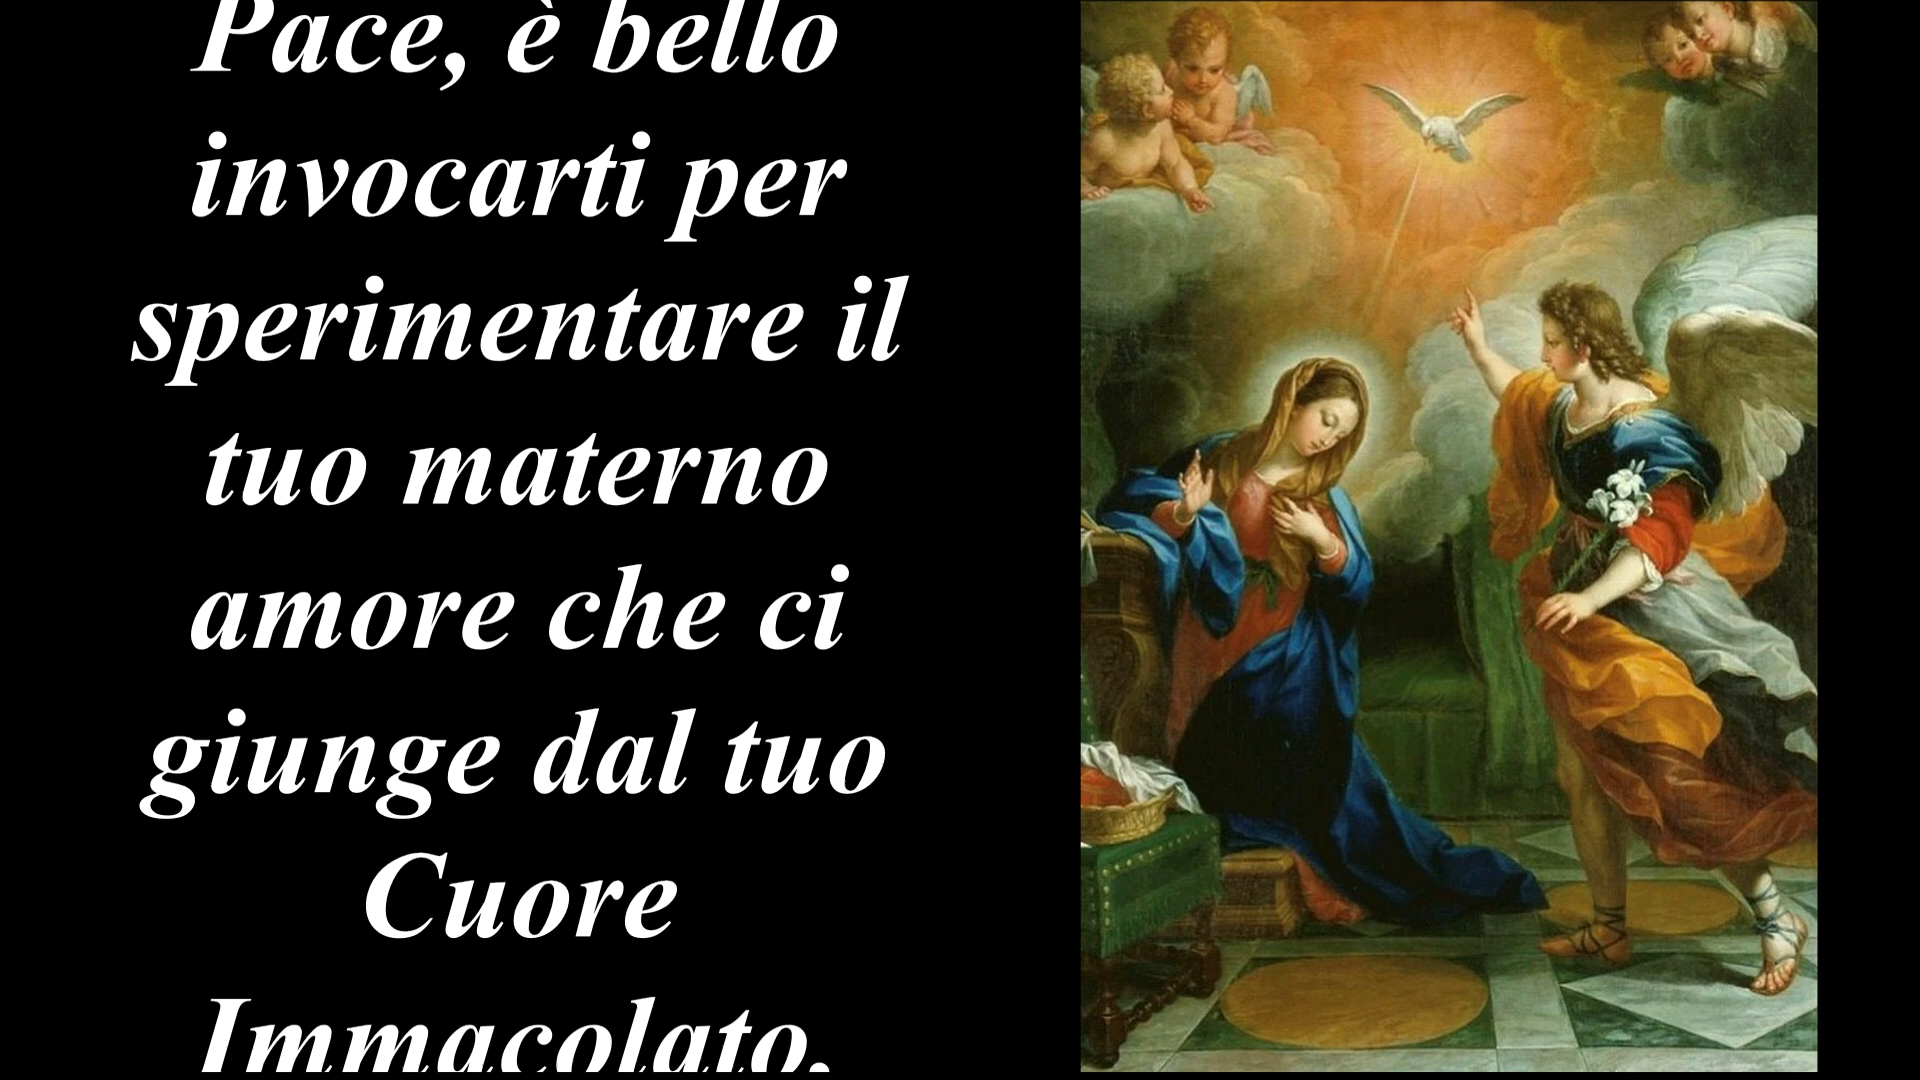 Pace, è bello
invocarti per
sperimentare il
tuo materno
amore che ci
giunge dal tuo
Cuore
Immacolato.